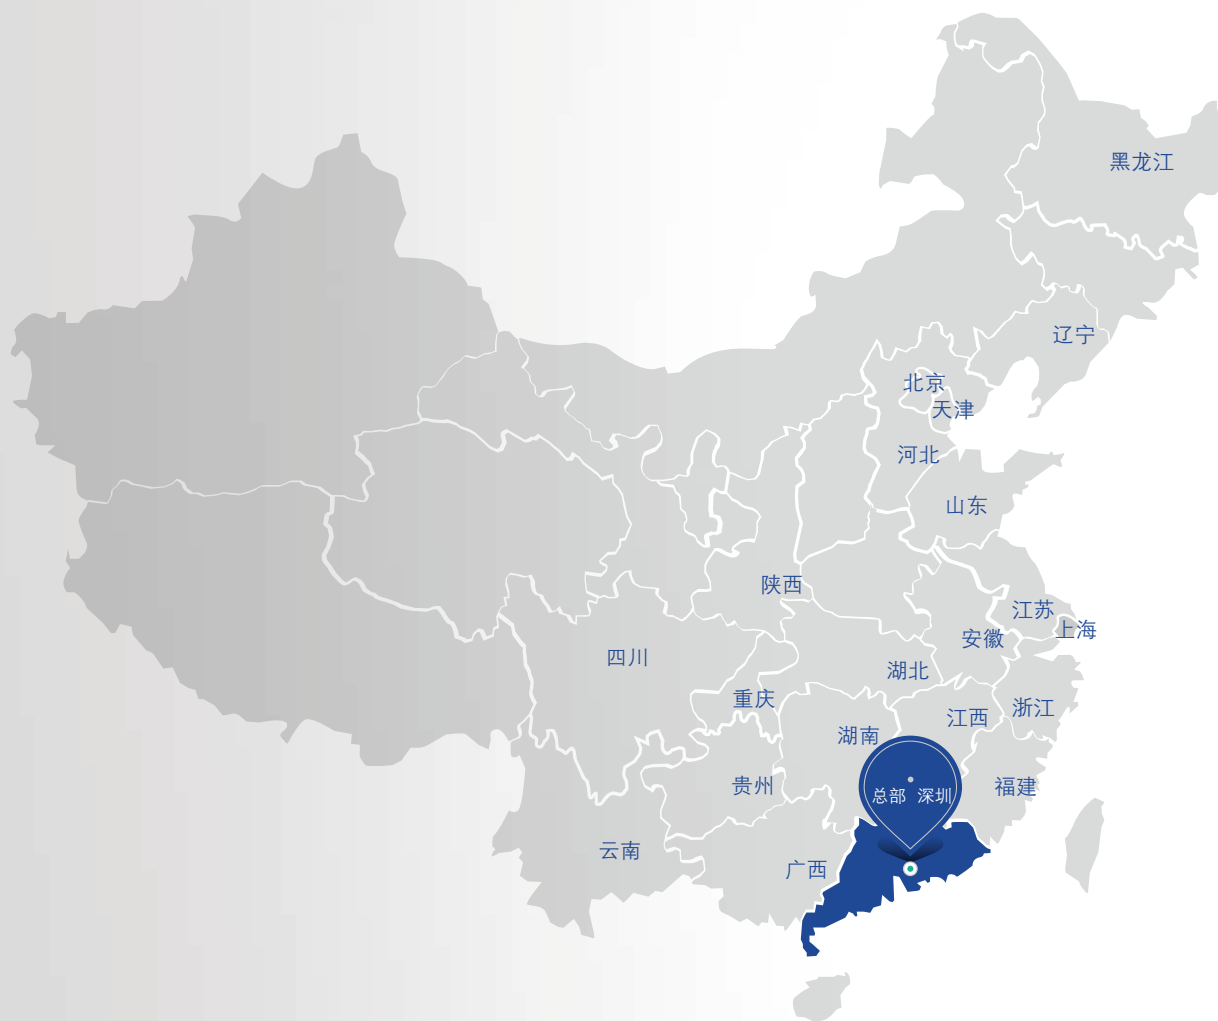 黑龙江
辽宁
北京
天津
河北
山东
陕西
江苏
上海
安徽
四川
湖北
重庆
浙江
江西
湖南
贵州
福建
总部 深圳
云南
广西